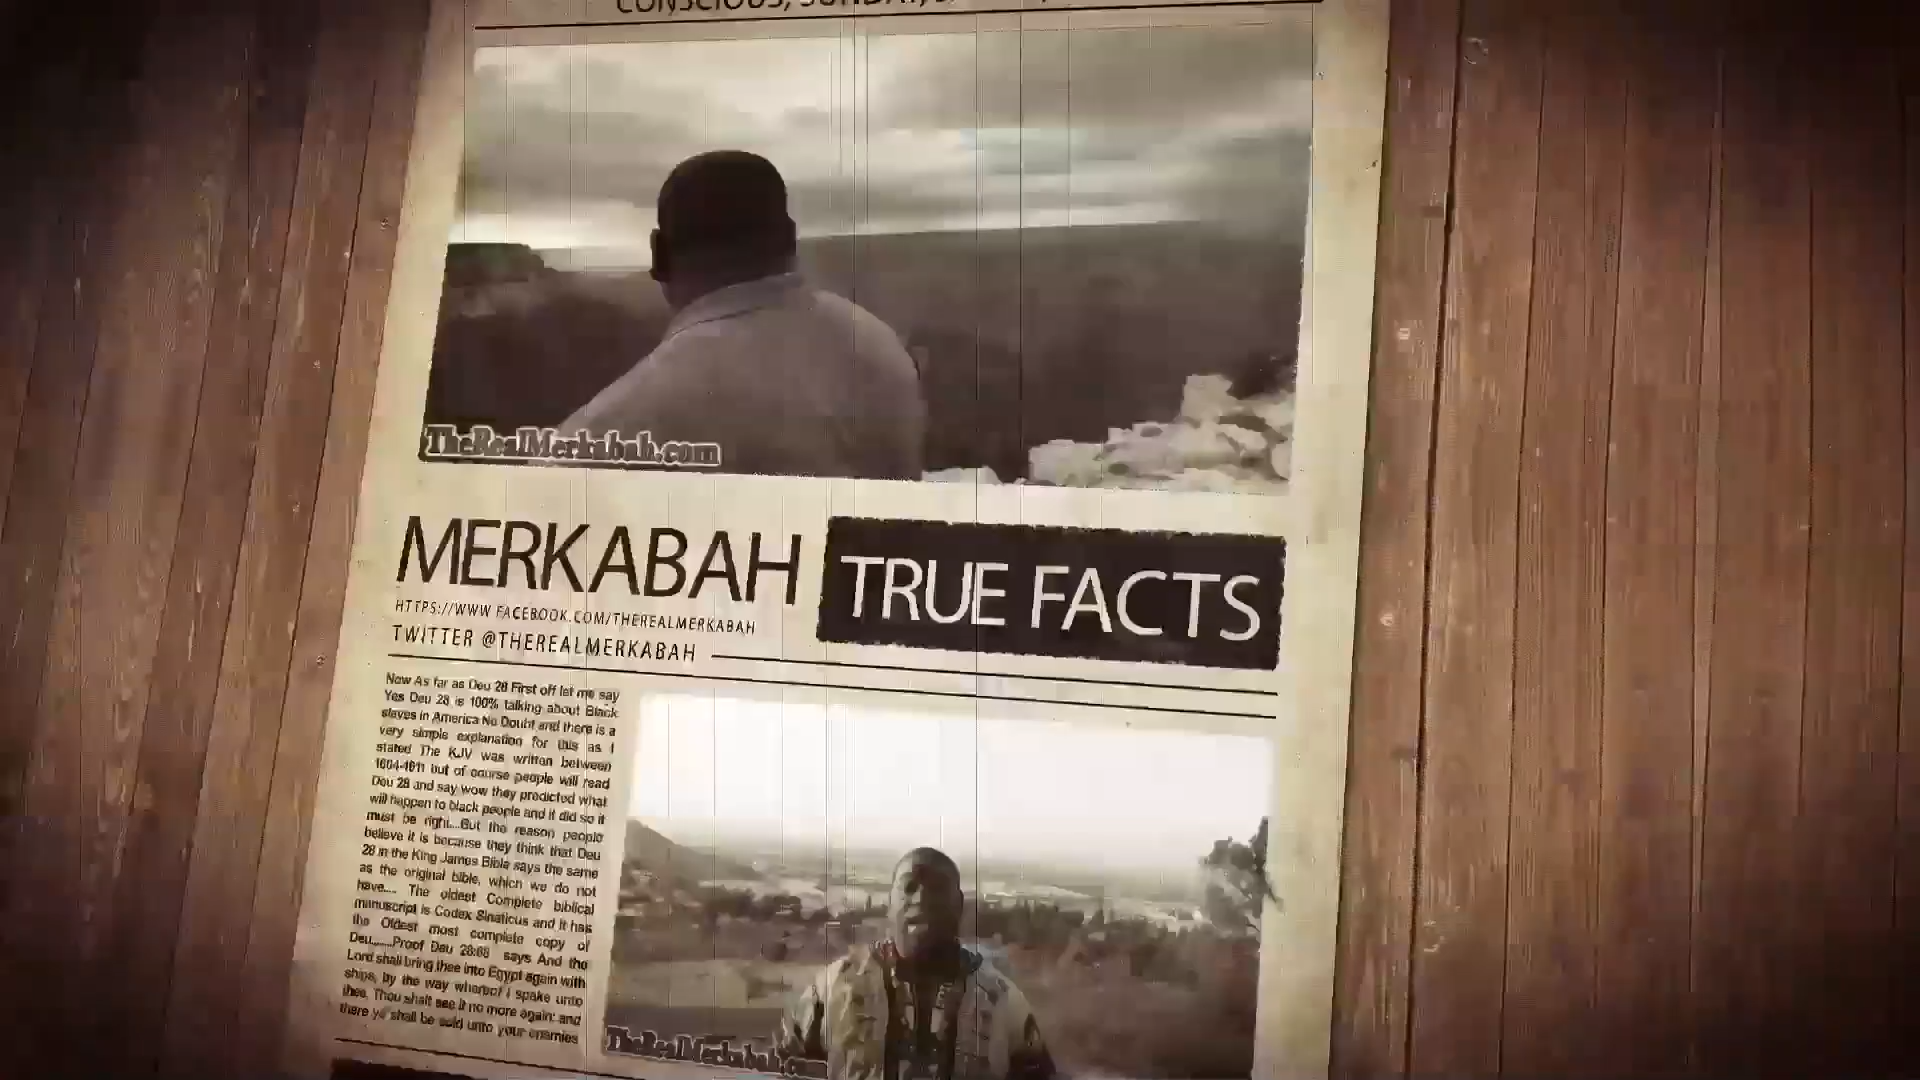 CONSCIOUS, SUNDAY,
TheRealMerkabah.com
MERKABAH TRUE FACTS
HTTPS://WWW.FACEBOOK.COM/THEREALMERKABAH
TWITTER @THEREALMERKABAH
Now As far as Deu 28 First off let me say
Yes Deu 28 is 100% talking about Black
slaves in America No Doubt and there is a
very simple explanation for this as I
stated The KJV was written between
1604-1611 but of course people will read
Deu 28 and say wow they predicted what
will happen to black people and it did so it
must be right...But the reason people
believe it is because they think that Deu
28 in the King James Bible says the same
as the original bible, which we do not
have.... The oldest Complete biblical
manuscript is Codex Sinaticus and it has
the Oldest most complete copy of
Deu......Proof Deu 28:68 says And the
Lord shall bring thee into Egypt again with
ships, by the way whereof I spake unto
thee, Thou shalt see it no more again: and
there ye shall be sold unto your enemies
TheRealMerkabah.com